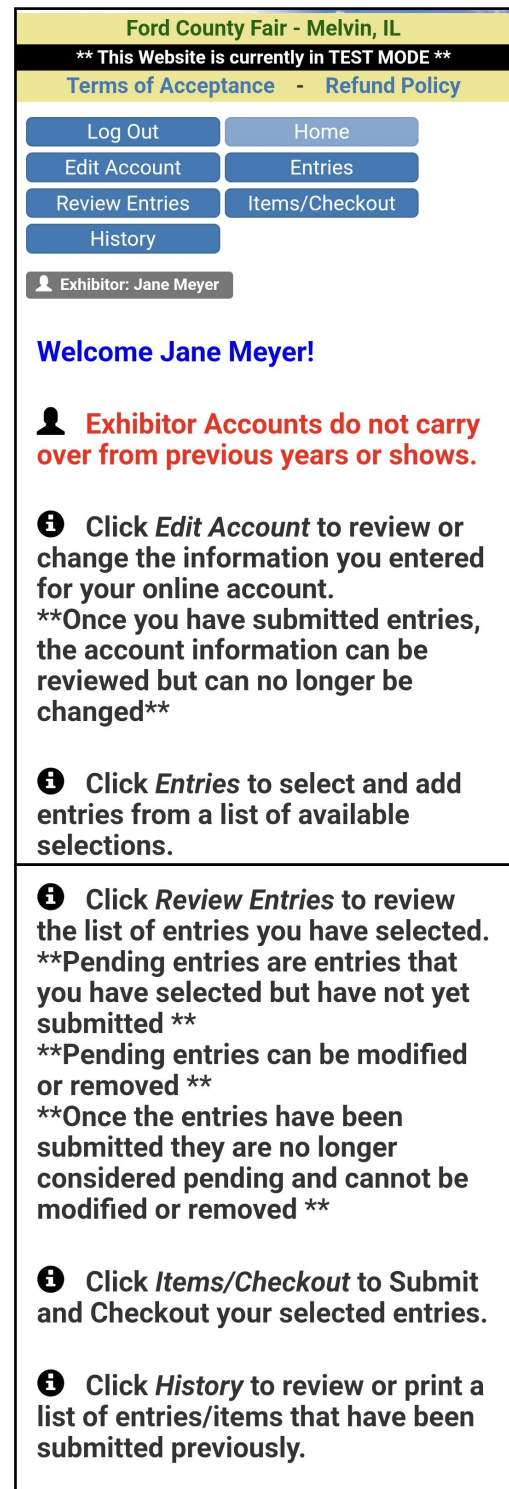 Ford County Fair - Melvin, IL
** This Website is currently in TEST MODE **
Terms of Acceptance - Refund Policy
Log Out Home
Edit Account Entries
Review Entries Items/Checkout
History
Exhibitor: Jane Meyer
Welcome Jane Meyer!
Exhibitor Accounts do not carry
over from previous years or shows.
Click Edit Account to review or
change the information you entered
for your online account.
**Once you have submitted entries,
the account information can be
reviewed but can no longer be
changed**
Click Entries to select and add
entries from a list of available
selections.
Click Review Entries to review
the list of entries you have selected.
**Pending entries are entries that
you have selected but have not yet
submitted **
**Pending entries can be modified
or removed **
**Once the entries have been
submitted they are no longer
considered pending and cannot be
modified or removed **
Click Items/Checkout to Submit
and Checkout your selected entries.
Click History to review or print a
list of entries/items that have been
submitted previously.